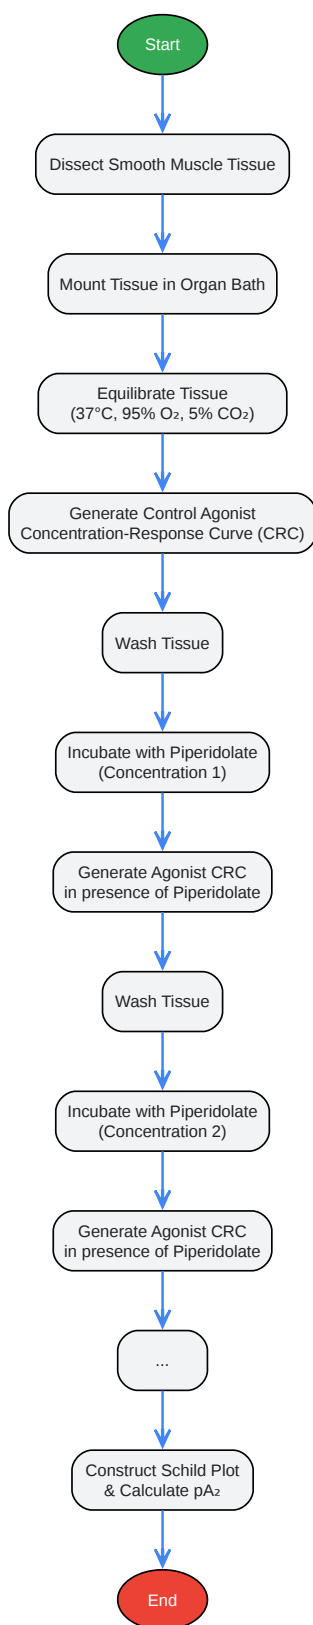 Start
Dissect Smooth Muscle Tissue
Mount Tissue in Organ Bath
Equilibrate Tissue
(37°C, 95% O₂, 5% CO₂)
Generate Control Agonist
Concentration-Response Curve (CRC)
Wash Tissue
Incubate with Piperidolate
(Concentration 1)
Generate Agonist CRC
in presence of Piperidolate
Wash Tissue
Incubate with Piperidolate
(Concentration 2)
Generate Agonist CRC
in presence of Piperidolate
...
Construct Schild Plot
& Calculate pA₂
End